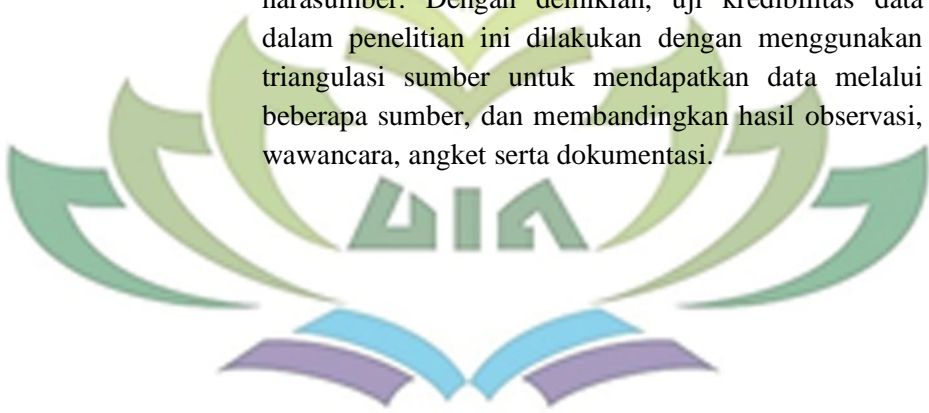 narasumber. Dengan demikian, uji kredibilitas data
dalam penelitian ini dilakukan dengan menggunakan
triangulasi sumber untuk mendapatkan data melalui
beberapa sumber, dan membandingkan hasil observasi,
wawancara, angket serta dokumentasi.
UIN